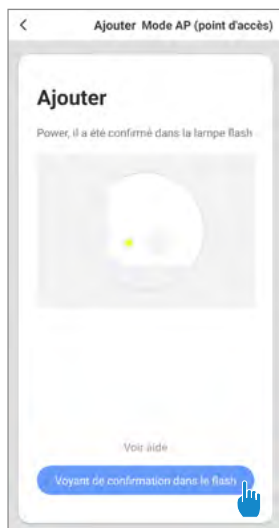 Ajouter Mode AP (point d'accès)
Ajouter
Power, il a été confirmé dans la lampe flash
Voir aide
Voyant de confirmation dans le flash